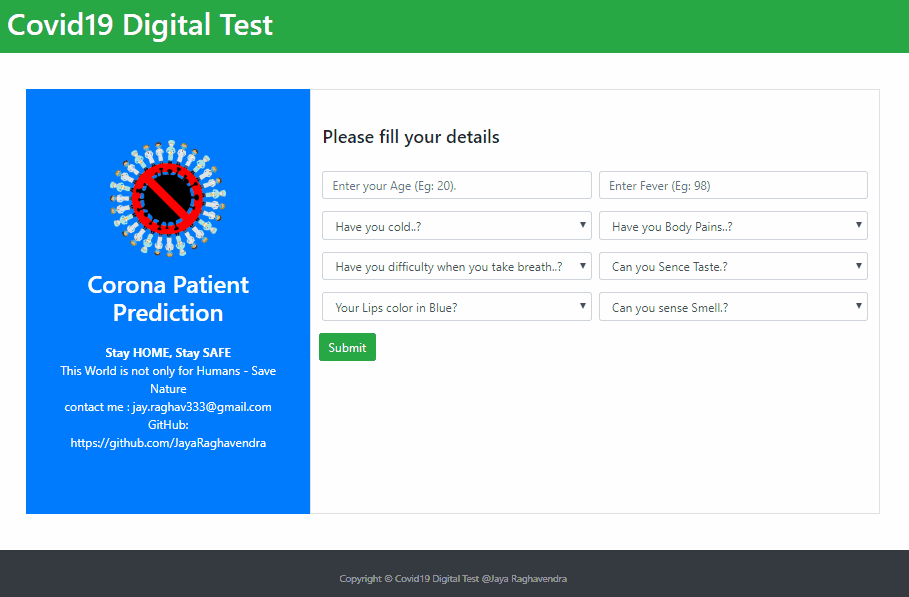 Covid19 Digital Test
Corona Patient
Prediction
Stay HOME, Stay SAFE
This World is not only for Humans - Save
Nature
contact me : jay.raghav333@gmail.com
GitHub:
https://github.com/JayaRaghavendra
Please fill your details
Enter your Age (Eg: 20).
Enter Fever (Eg: 98)
Have you cold..?
Have you Body Pains..?
Have you difficulty when you take breath..?
Can you Sence Taste.?
Your Lips color in Blue?
Can you sense Smell.?
Submit
Copyright © Covid19 Digital Test @Jaya Raghavendra